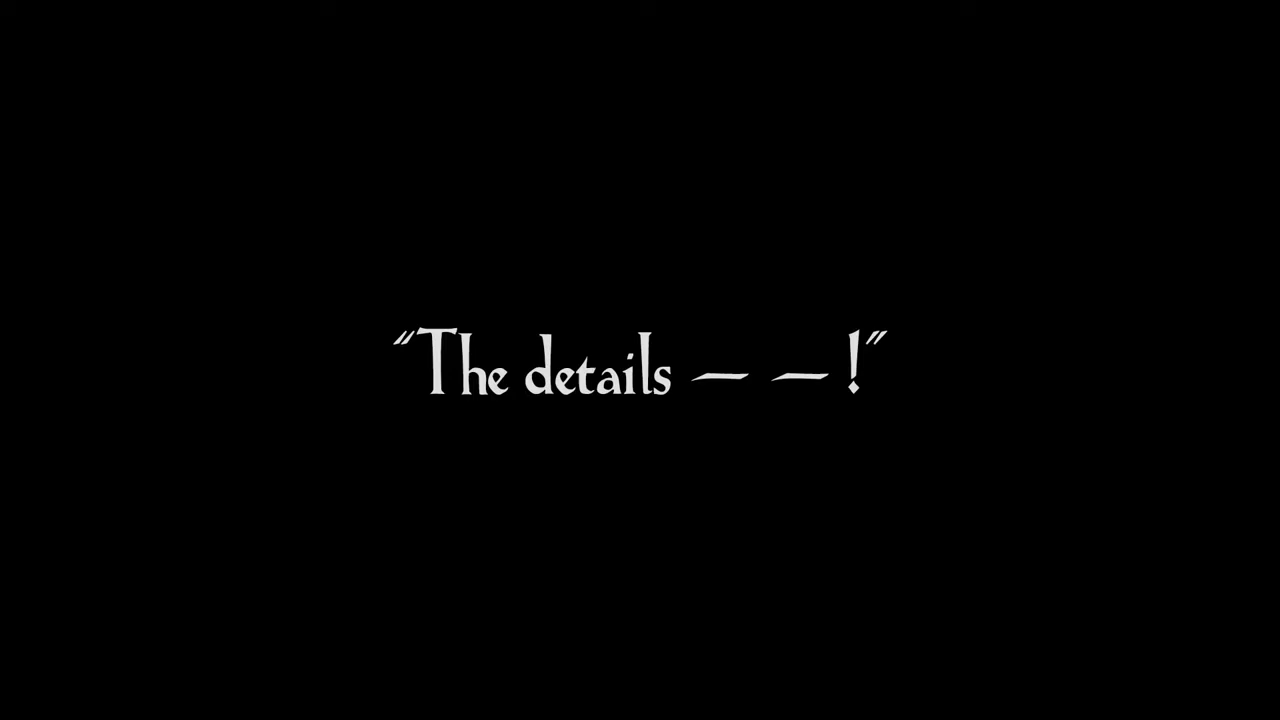 “The details — — !”